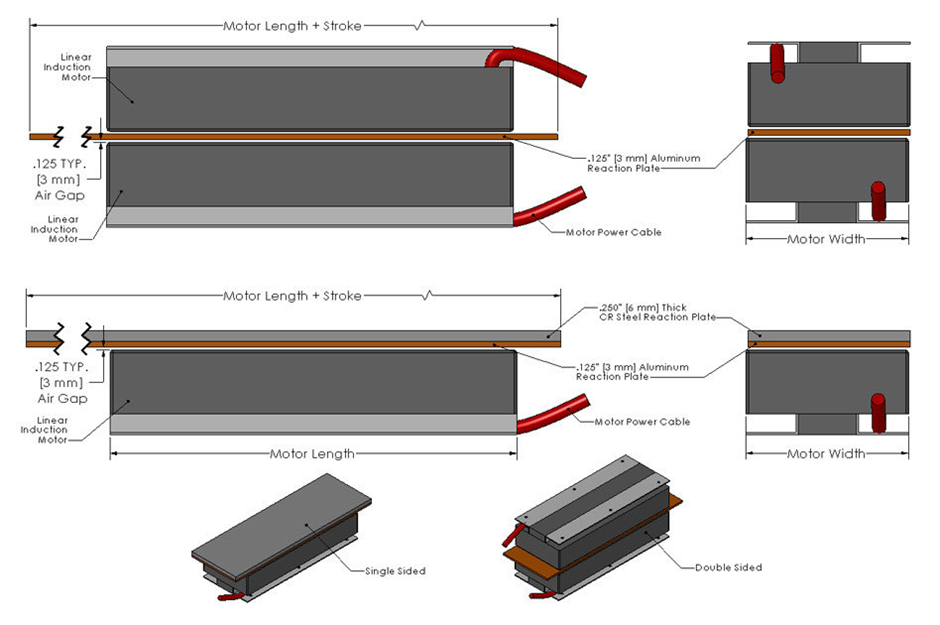 Motor Length + Stroke
Linear
Induction
Motor
.125 TYP.
[3 mm]
Air Gap
Linear
Induction
Motor
.125" [3 mm] Aluminum
Reaction Plate
Motor Power Cable
Motor Width
Motor Length + Stroke
.250" [6 mm] Thick
CR Steel Reaction Plate
.125 TYP.
[3 mm]
Air Gap
.125" [3 mm] Aluminum
Reaction Plate
Linear
Induction
Motor
Motor Power Cable
Motor Length
Motor Width
Single Sided
Double Sided